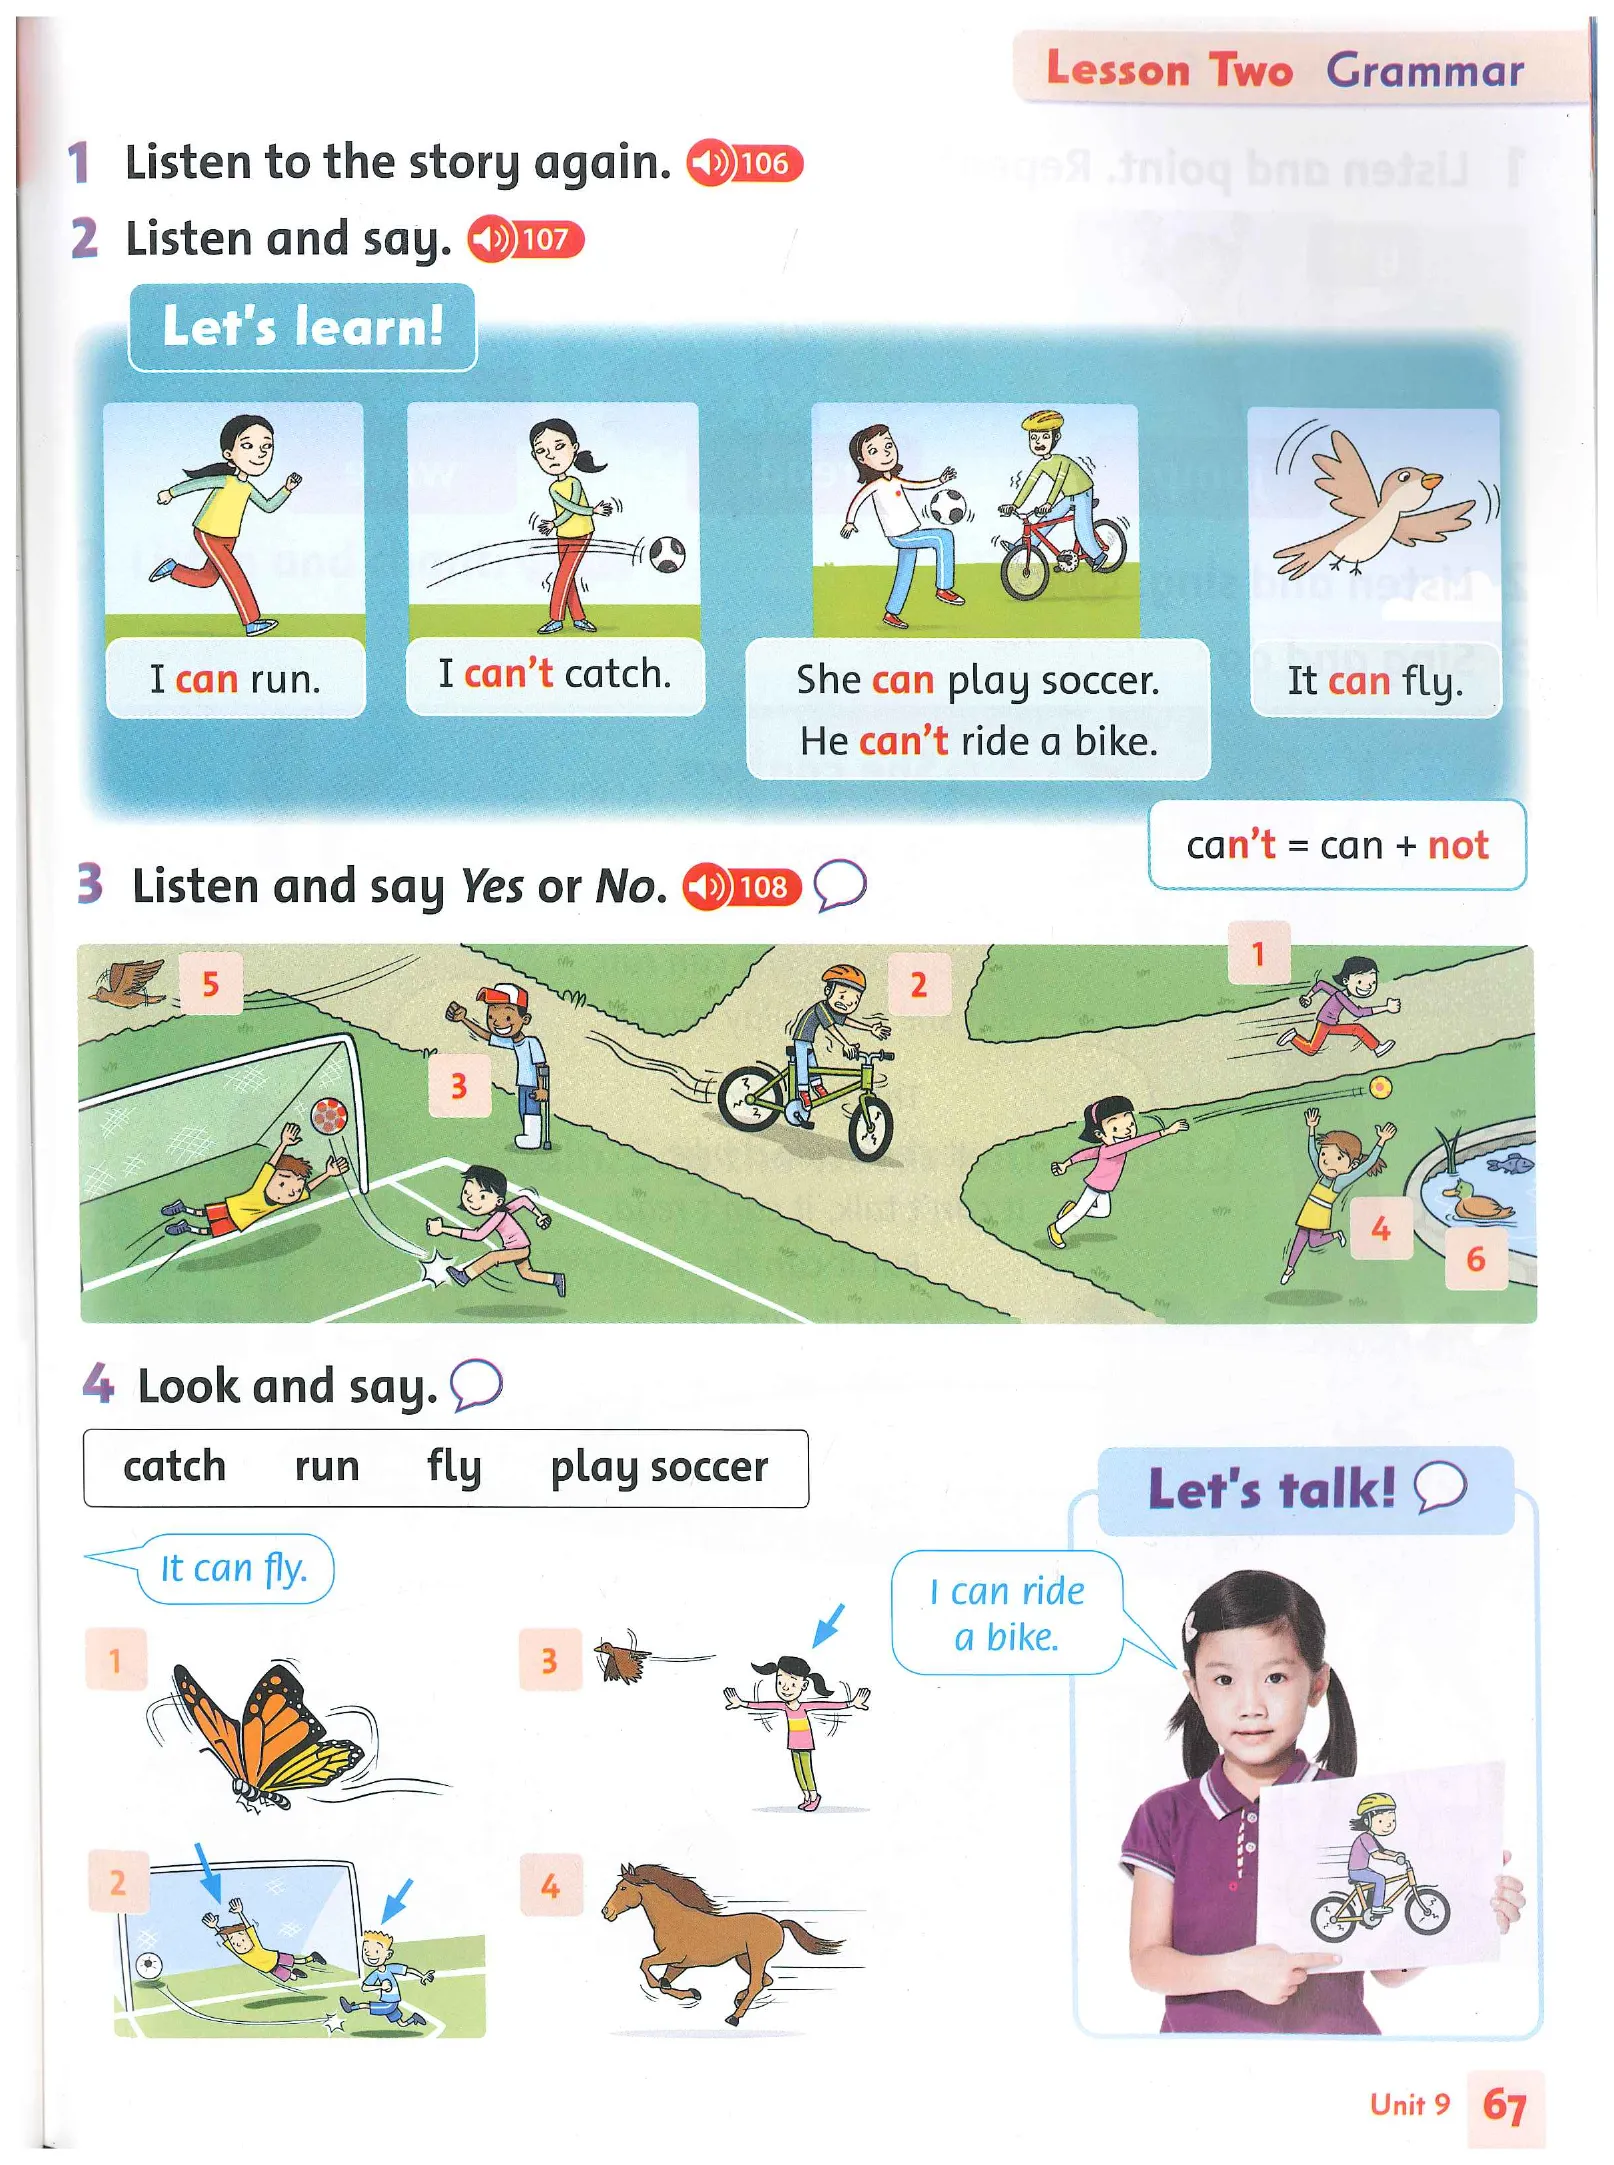 Lesson Two Grammar
1 Listen to the story again. 106
2 Listen and say. 107
Let's learn!
I can run.
I can't catch.
She can play soccer.
He can't ride a bike.
It can fly.
can't = can + not
3 Listen and say Yes or No. 108
5
3
2
1
4
6
4 Look and say.
catch run fly play soccer
It can fly.
1
2
3
4
Let's talk!
I can ride
a bike.
Unit 9 67